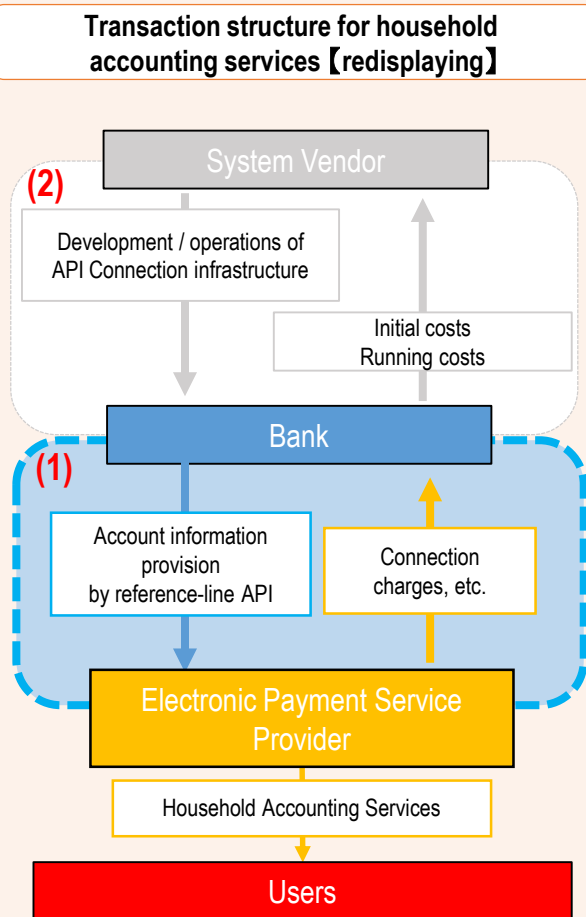 Transaction structure for household
accounting services【redisplaying】
System Vendor
(2)
Development / operations of
API Connection infrastructure
Initial costs
Running costs
Bank
(1)
Account information
provision
by reference-line API
Connection
charges, etc.
Electronic Payment Service
Provider
Household Accounting Services
Users